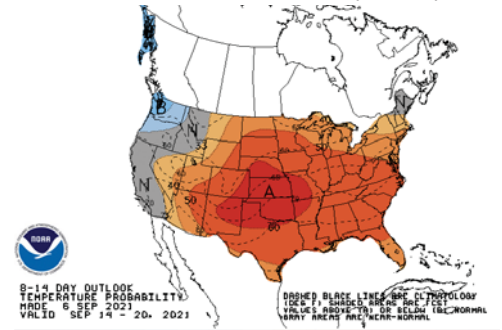 B
N
N
33
50
N
40
50
A
60
NOAA
8-14 DAY OUTLOOK
TEMPERATURE PROBABILITY
MADE 6 SEP 2021
VALID SEP 14 - 20, 2021
DASHED BLACK LINES ARE CLIMATOLOGY
(DEG F) SHADED AREAS ARE FCST
VALUES ABOVE (A) OR BELOW (B) NORMAL
GRAY AREAS ARE NEAR-NORMAL